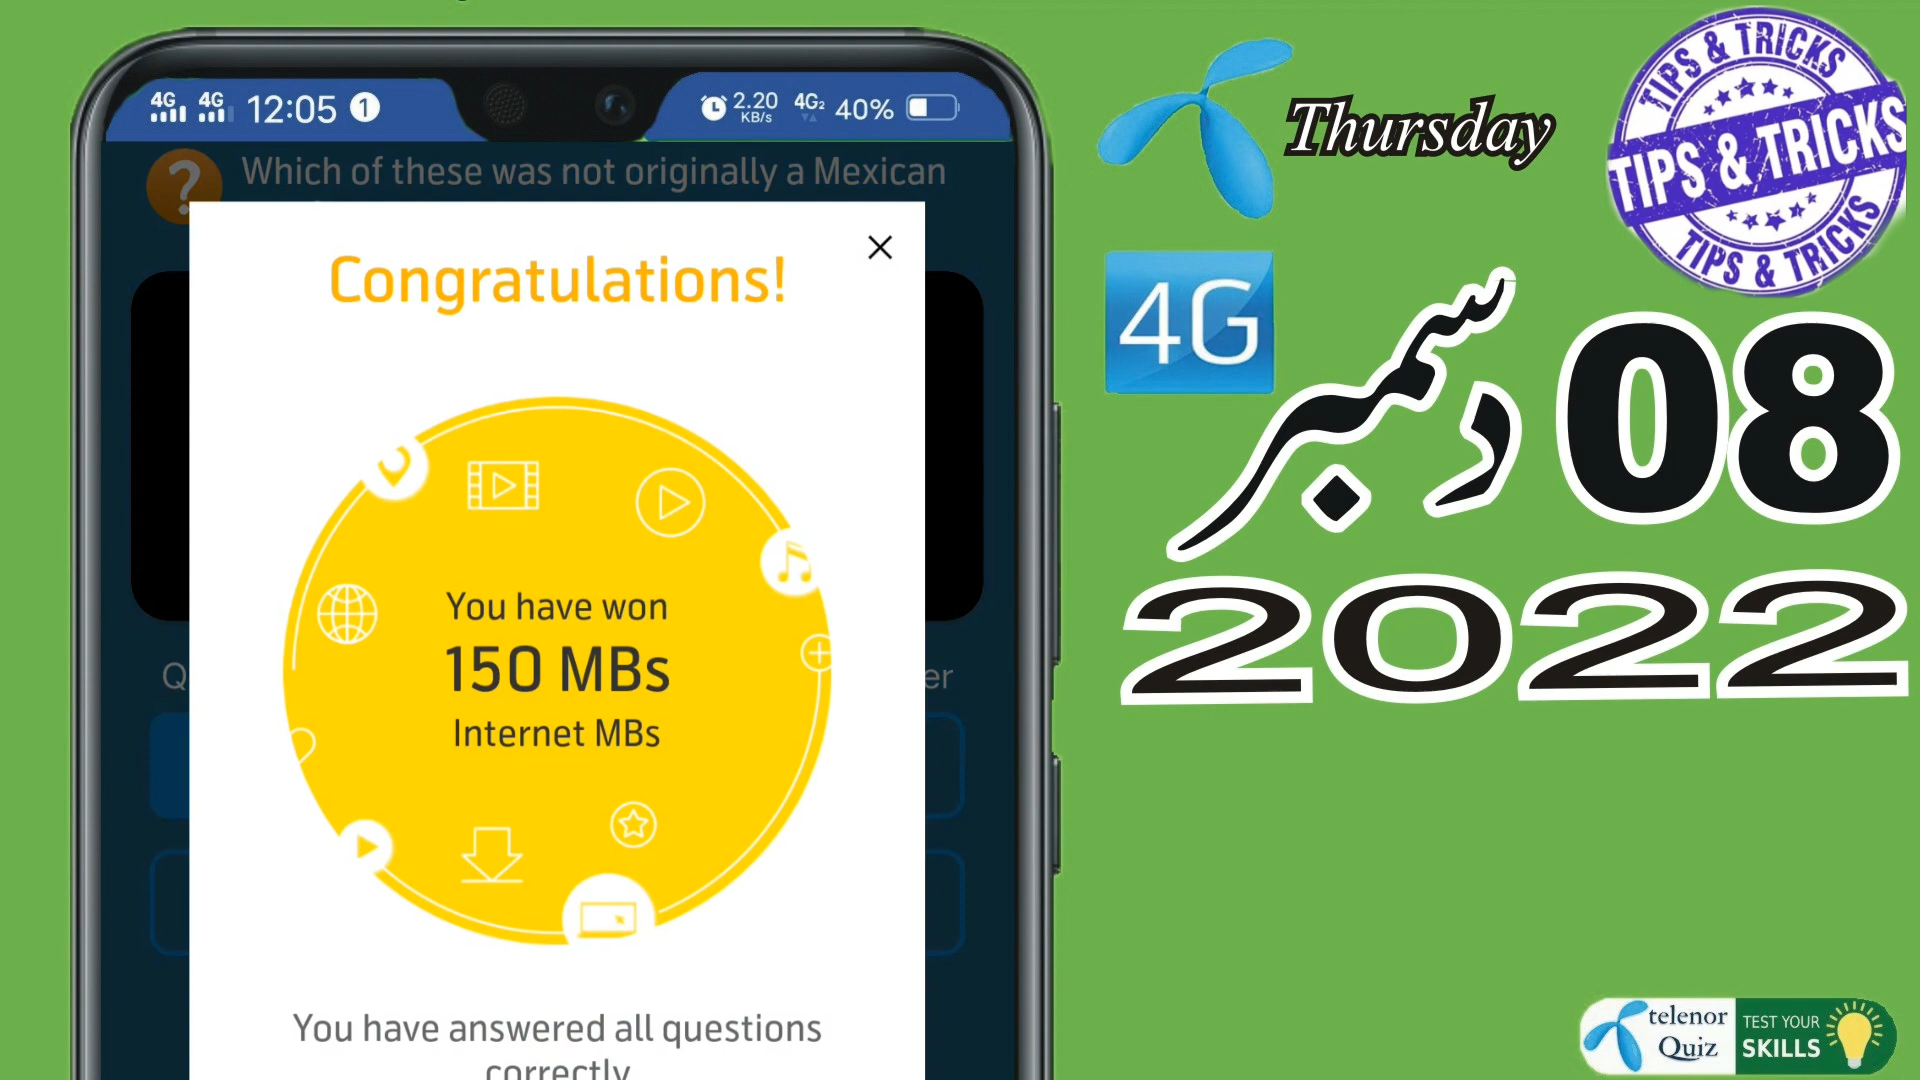 4G 4G 12:05 1
2.20 KB/s 4G2 40%
Which of these was not originally a Mexican
Congratulations!
You have won
150 MBs
Internet MBs
You have answered all questions
correctly
Thursday
4G
TIPS & TRICKS
TIPS & TRICKS
TIPS & TRICKS
08 دسمبر
2022
telenor
Quiz
TEST YOUR
SKILLS